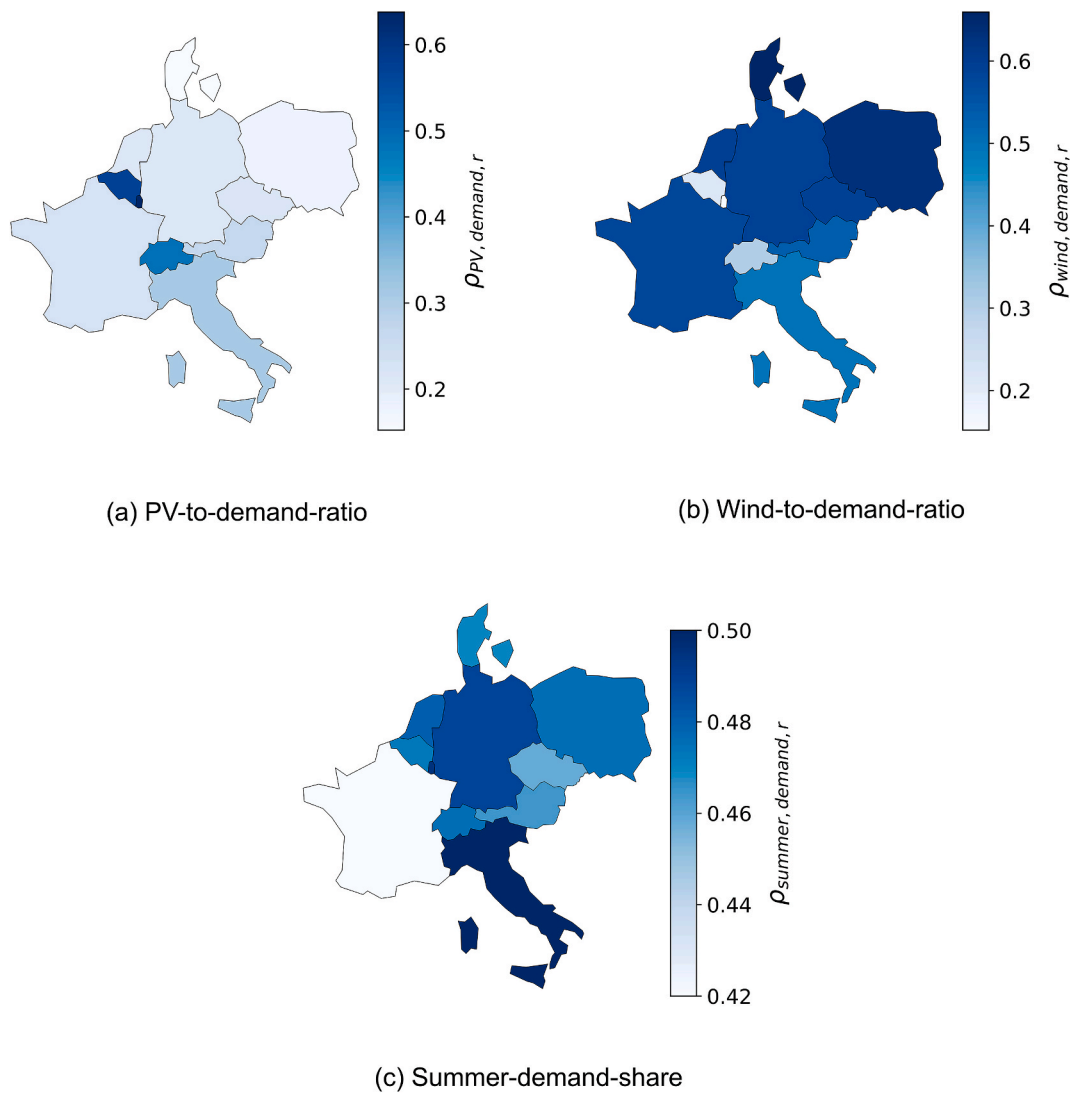 0.6
0.5
0.4
0.3
0.2
ρPV, demand, r
0.6
0.5
0.4
0.3
0.2
ρwind, demand, r
(a) PV-to-demand-ratio
(b) Wind-to-demand-ratio
0.50
0.48
0.46
0.44
0.42
ρsummer, demand, r
(c) Summer-demand-share